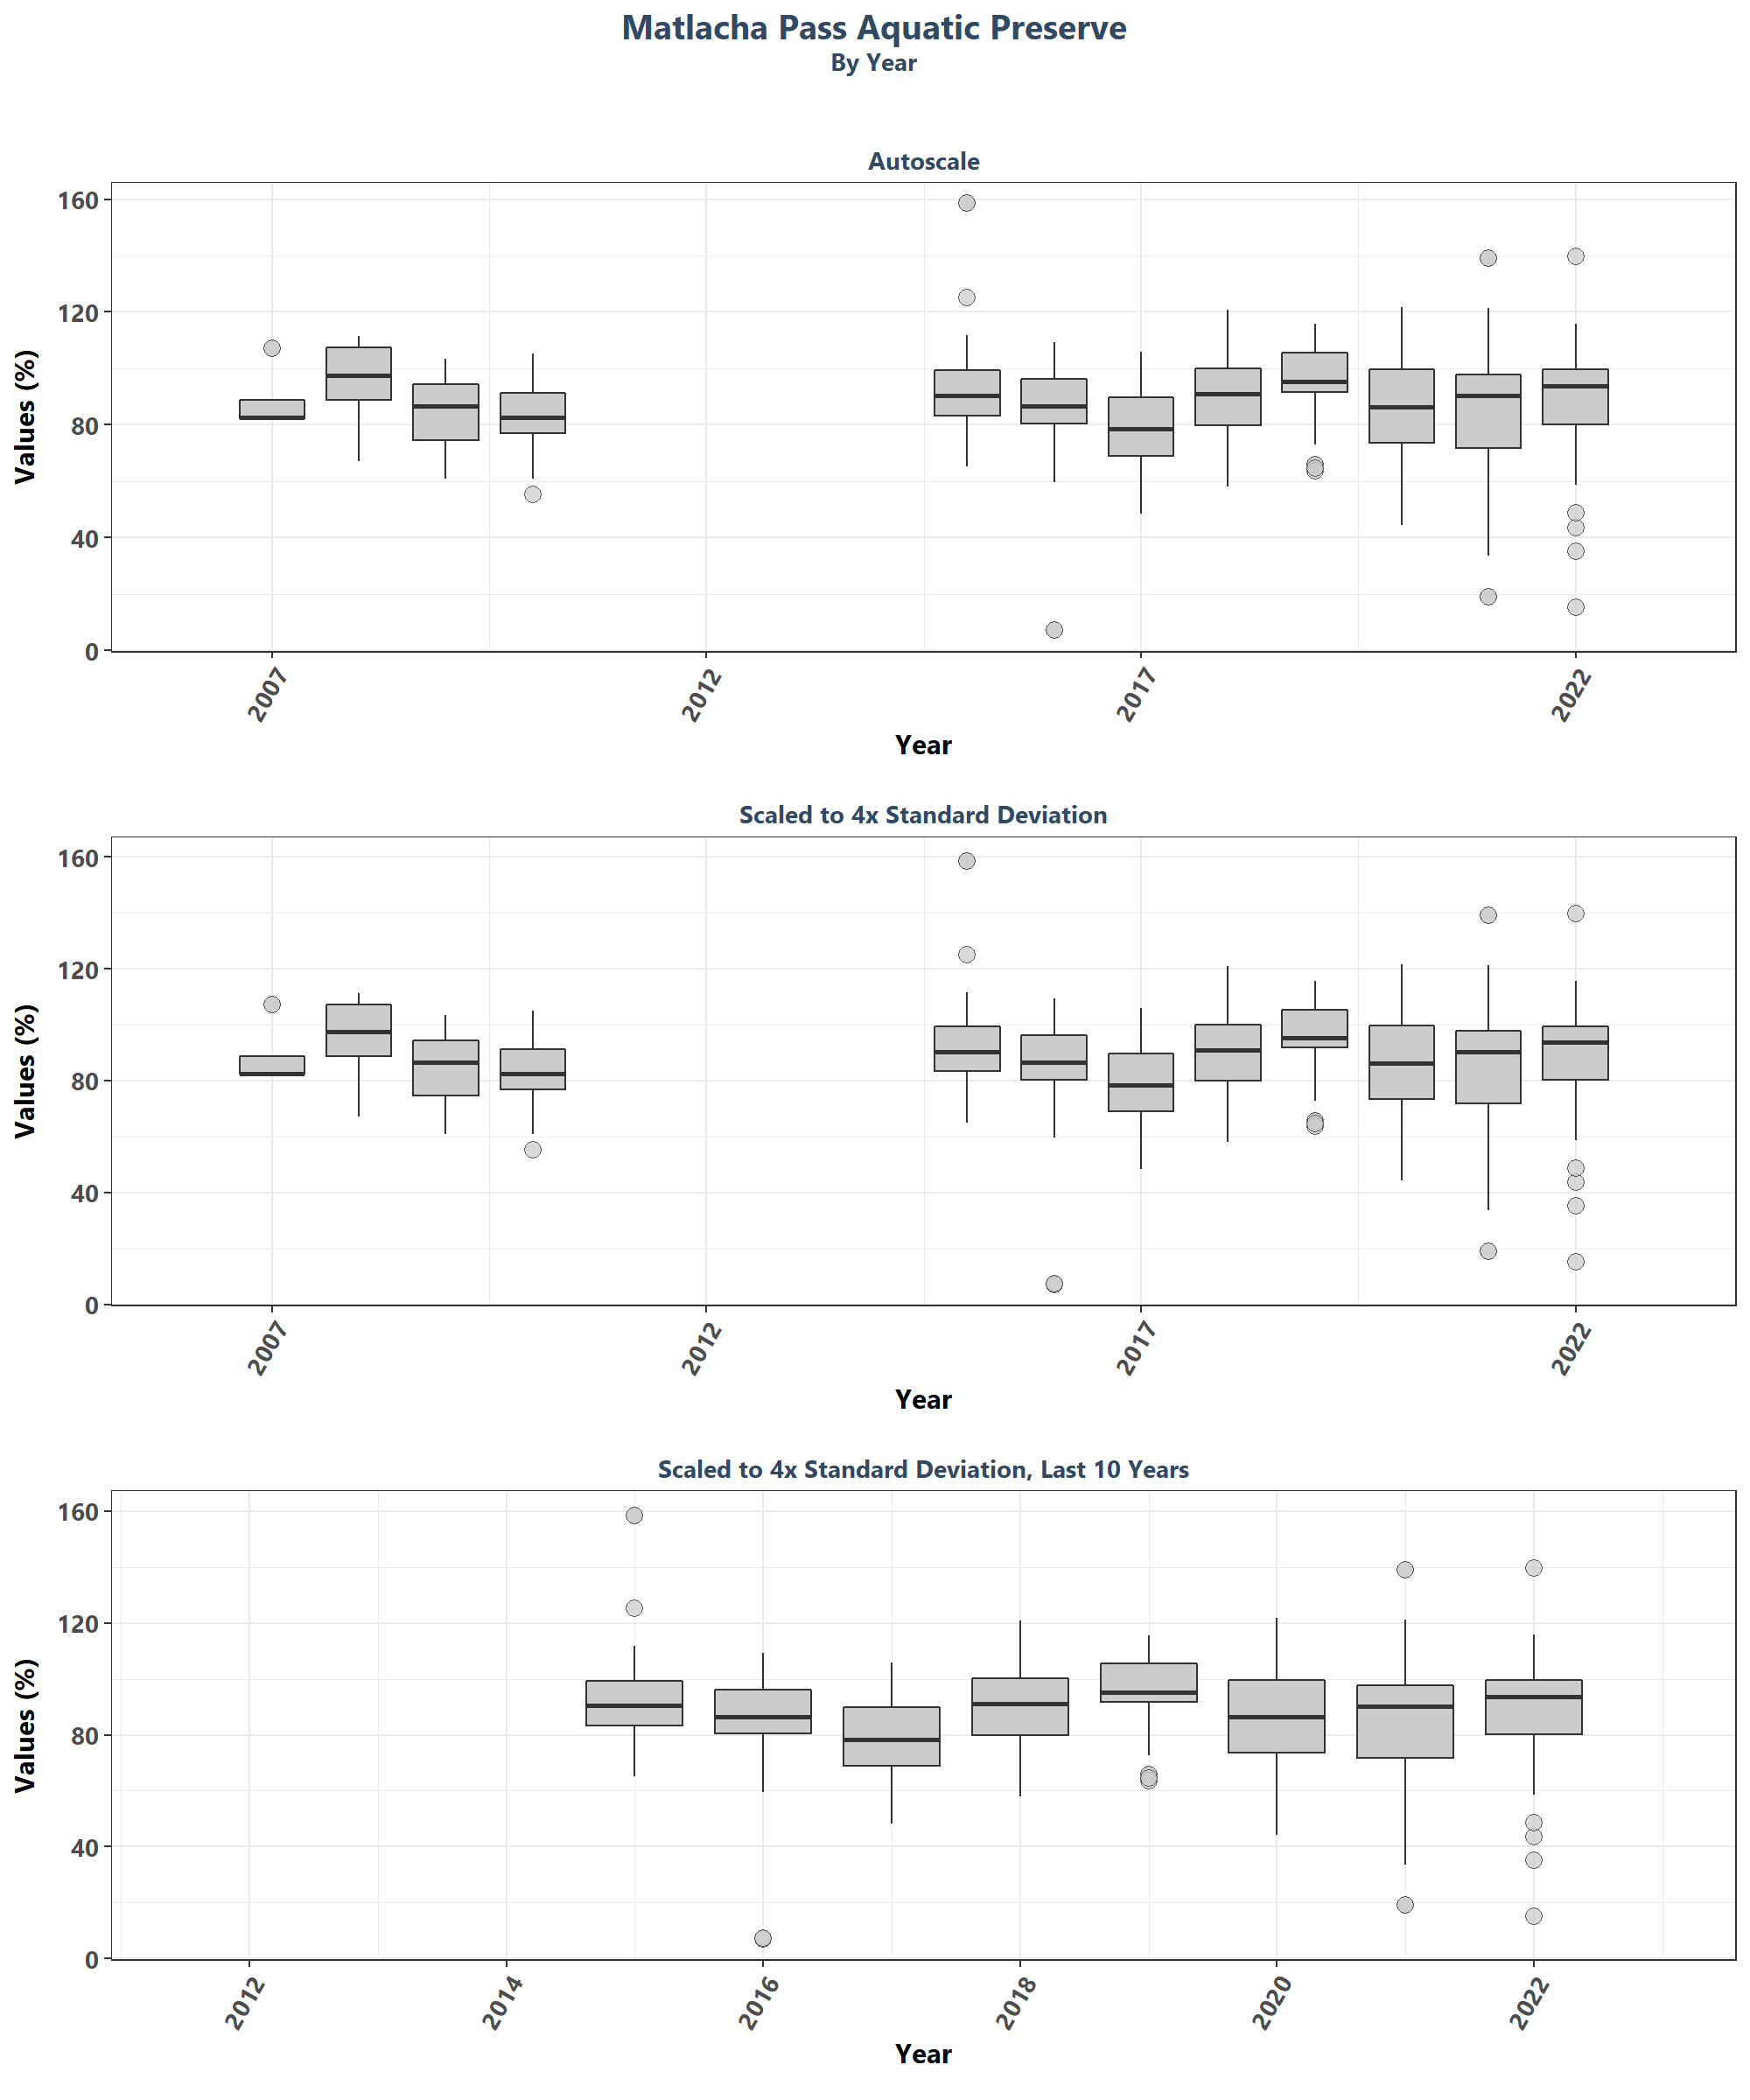 Matlacha Pass Aquatic Preserve
By Year
Autoscale
160
120
80
40
0
Values (%)
2007 2012 2017 2022
Year
Scaled to 4x Standard Deviation
160
120
80
40
0
Values (%)
2007 2012 2017 2022
Year
Scaled to 4x Standard Deviation, Last 10 Years
160
120
80
40
0
Values (%)
2012 2014 2016 2018 2020 2022
Year